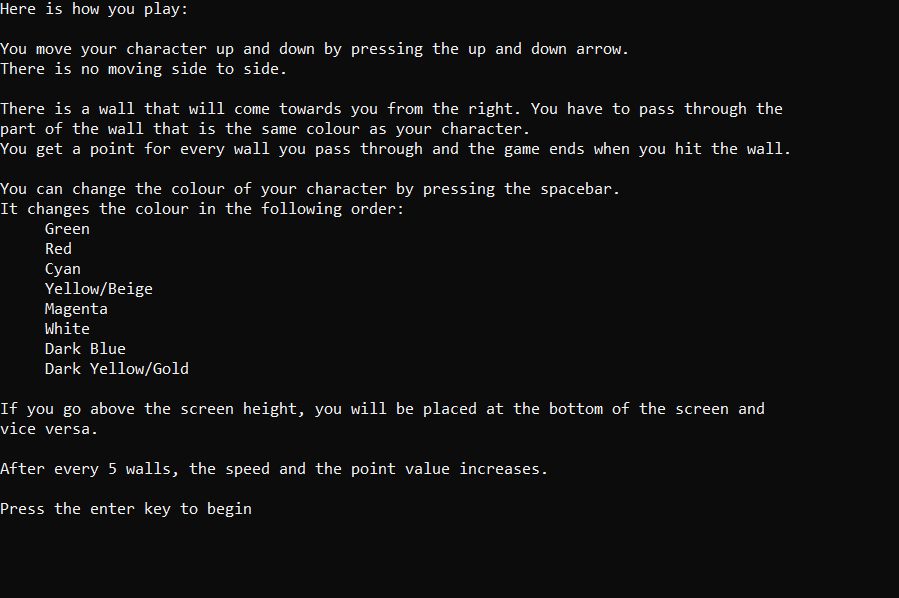 Here is how you play:
You move your character up and down by pressing the up and down arrow.
There is no moving side to side.
There is a wall that will come towards you from the right. You have to pass through the
part of the wall that is the same colour as your character.
You get a point for every wall you pass through and the game ends when you hit the wall.
You can change the colour of your character by pressing the spacebar.
It changes the colour in the following order:
Green
Red
Cyan
Yellow/Beige
Magenta
White
Dark Blue
Dark Yellow/Gold
If you go above the screen height, you will be placed at the bottom of the screen and
vice versa.
After every 5 walls, the speed and the point value increases.
Press the enter key to begin